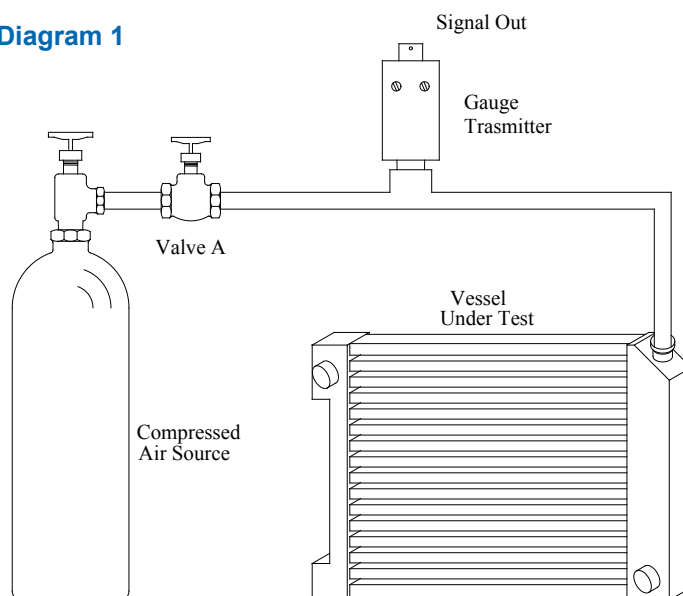 Diagram 1
Signal Out
Gauge
Trasmitter
Valve A
Vessel
Under Test
Compressed
Air Source